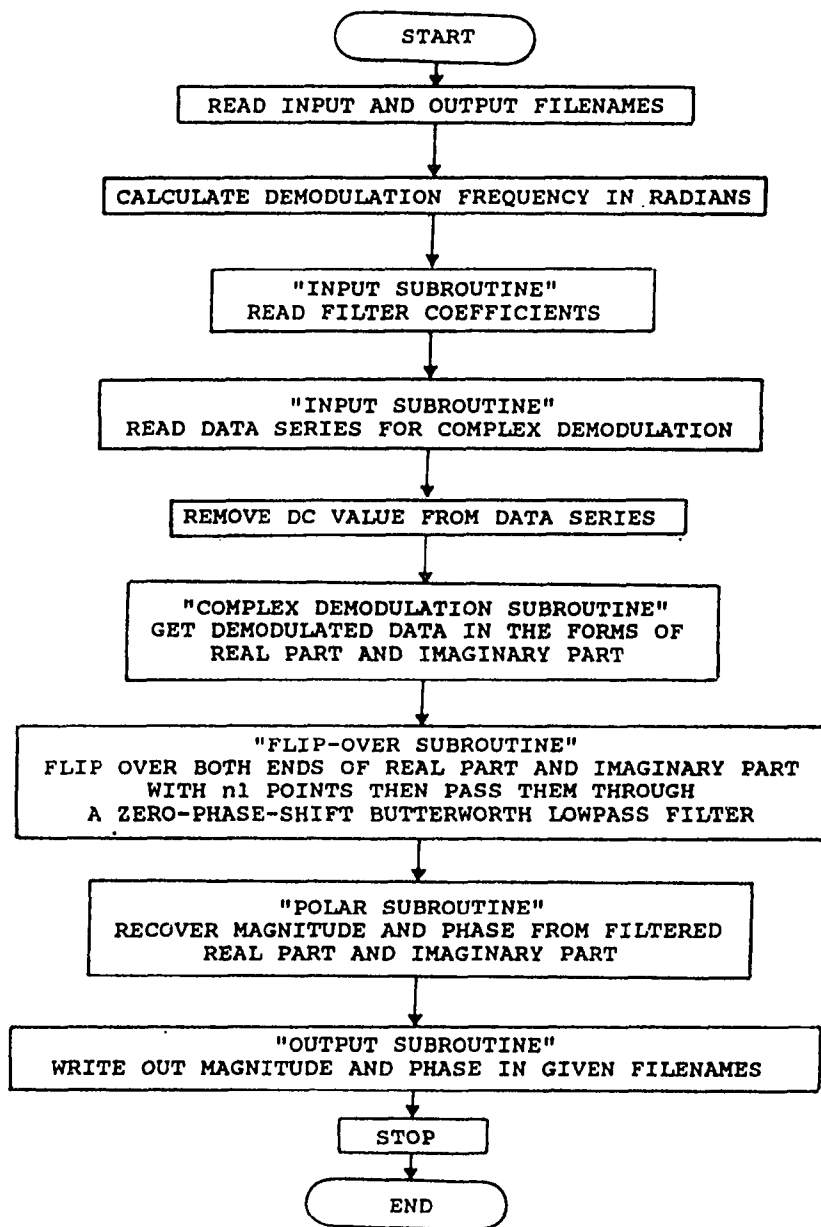 START
READ INPUT AND OUTPUT FILENAMES
CALCULATE DEMODULATION FREQUENCY IN RADIANS
"INPUT SUBROUTINE"
READ FILTER COEFFICIENTS
"INPUT SUBROUTINE"
READ DATA SERIES FOR COMPLEX DEMODULATION
REMOVE DC VALUE FROM DATA SERIES
"COMPLEX DEMODULATION SUBROUTINE"
GET DEMODULATED DATA IN THE FORMS OF
REAL PART AND IMAGINARY PART
"FLIP-OVER SUBROUTINE"
FLIP OVER BOTH ENDS OF REAL PART AND IMAGINARY PART
WITH n1 POINTS THEN PASS THEM THROUGH
A ZERO-PHASE-SHIFT BUTTERWORTH LOWPASS FILTER
"POLAR SUBROUTINE"
RECOVER MAGNITUDE AND PHASE FROM FILTERED
REAL PART AND IMAGINARY PART
"OUTPUT SUBROUTINE"
WRITE OUT MAGNITUDE AND PHASE IN GIVEN FILENAMES
STOP
END